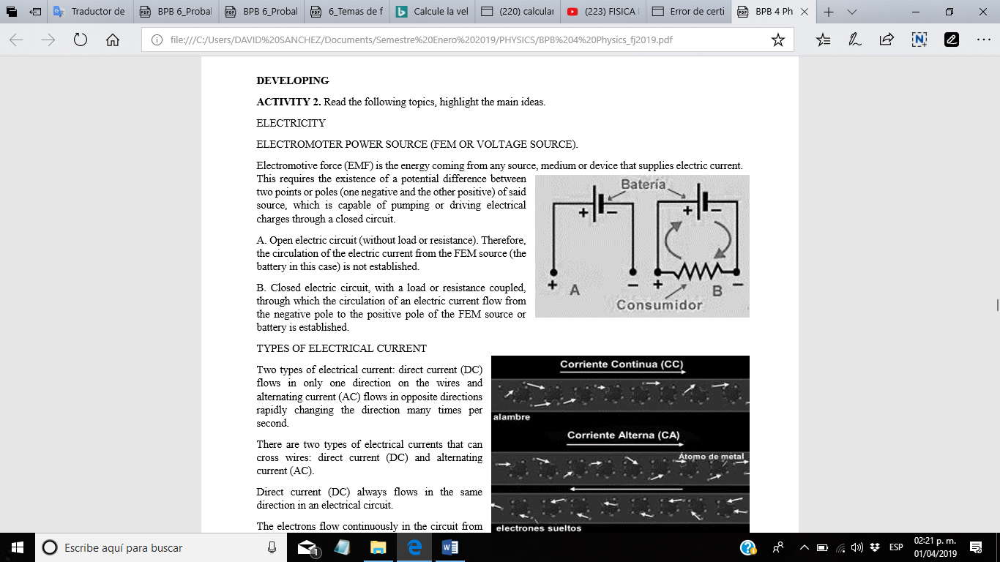 Traductor de
BPB 6_Probal
BPB 6_Probal
6_Temas de f
Calcule la vel
(220) calcular
(223) FISICA
Error de certi
BPB 4 Ph
file:///C:/Users/DAVID%20SANCHEZ/Documents/Semestre%20Enero%202019/PHYSICS/BPB%204%20Physics_fj2019.pdf
DEVELOPING
ACTIVITY 2. Read the following topics, highlight the main ideas.
ELECTRICITY
ELECTROMOTER POWER SOURCE (FEM OR VOLTAGE SOURCE).
Electromotive force (EMF) is the energy coming from any source, medium or device that supplies electric current.
This requires the existence of a potential difference between
two points or poles (one negative and the other positive) of said
source, which is capable of pumping or driving electrical
charges through a closed circuit.
A. Open electric circuit (without load or resistance). Therefore,
the circulation of the electric current from the FEM source (the
battery in this case) is not established.
B. Closed electric circuit, with a load or resistance coupled,
through which the circulation of an electric current flow from
the negative pole to the positive pole of the FEM source or
battery is established.
Batería
+ − + −
+ A − + B −
Consumidor
TYPES OF ELECTRICAL CURRENT
Two types of electrical current: direct current (DC)
flows in only one direction on the wires and
alternating current (AC) flows in opposite directions
rapidly changing the direction many times per
second.
There are two types of electrical currents that can
cross wires: direct current (DC) and alternating
current (AC).
Direct current (DC) always flows in the same
direction in an electrical circuit.
The electrons flow continuously in the circuit from
Corriente Continua (CC)
alambre
Corriente Alterna (CA)
Átomo de metal
electrones sueltos
Escribe aquí para buscar
1
ESP
02:21 p. m.
01/04/2019